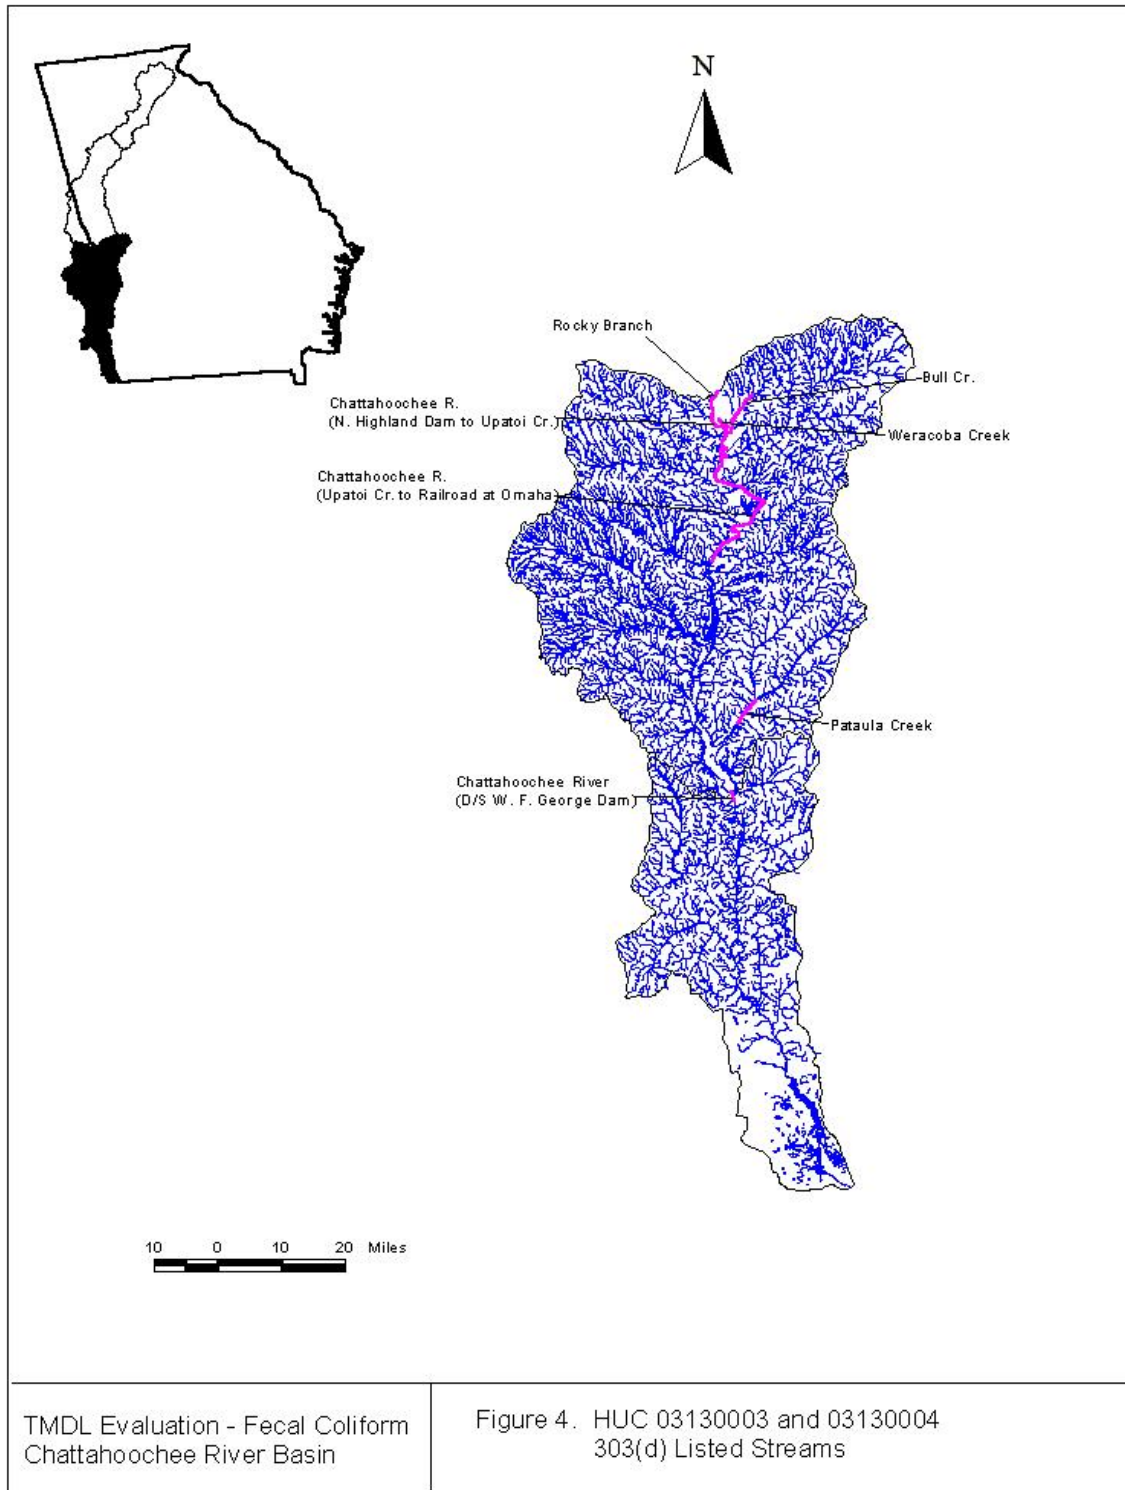 N
Rocky Branch
Bull Cr.
Chattahoochee R.
(N. Highland Dam to Upatoi Cr.)
Weracoba Creek
Chattahoochee R.
(Upatoi Cr. to Railroad at Omaha)
Pataula Creek
Chattahoochee River
(D/S W. F. George Dam)
10 0 10 20 Miles
TMDL Evaluation - Fecal Coliform
Chattahoochee River Basin
Figure 4. HUC 03130003 and 03130004
303(d) Listed Streams